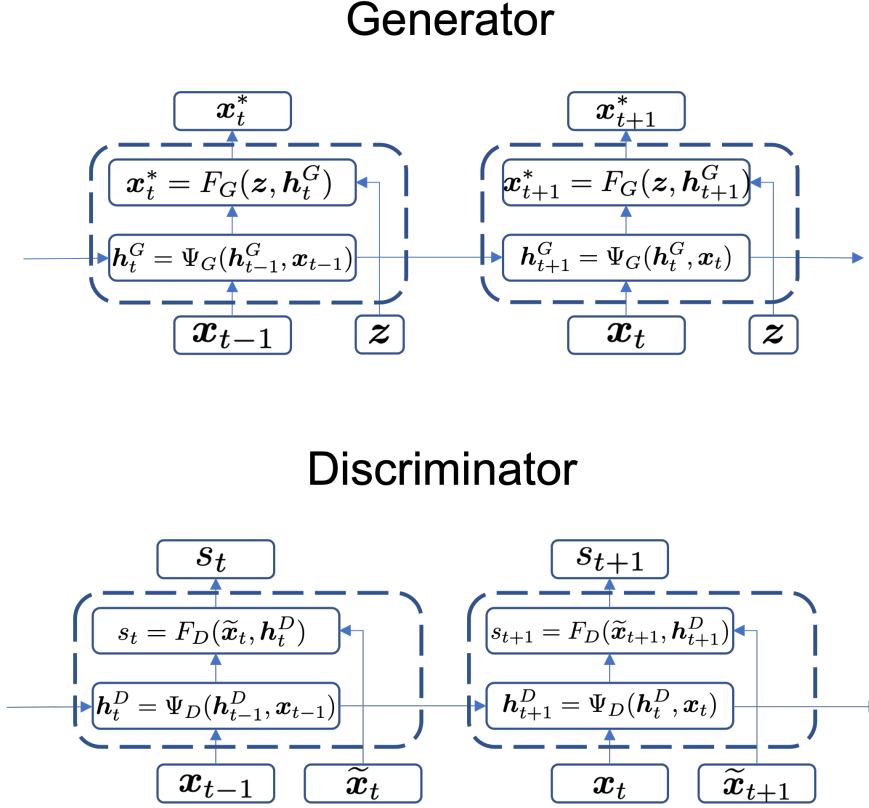 Generator
x*_t x*_{t+1}
x*_t = F_G(z, h^G_t) x*_{t+1} = F_G(z, h^G_{t+1})
h^G_t = Ψ_G(h^G_{t-1}, x_{t-1}) h^G_{t+1} = Ψ_G(h^G_t, x_t)
x_{t-1} z x_t z
Discriminator
s_t s_{t+1}
s_t = F_D(x̃_t, h^D_t) s_{t+1} = F_D(x̃_{t+1}, h^D_{t+1})
h^D_t = Ψ_D(h^D_{t-1}, x_{t-1}) h^D_{t+1} = Ψ_D(h^D_t, x_t)
x_{t-1} x̃_t x_t x̃_{t+1}